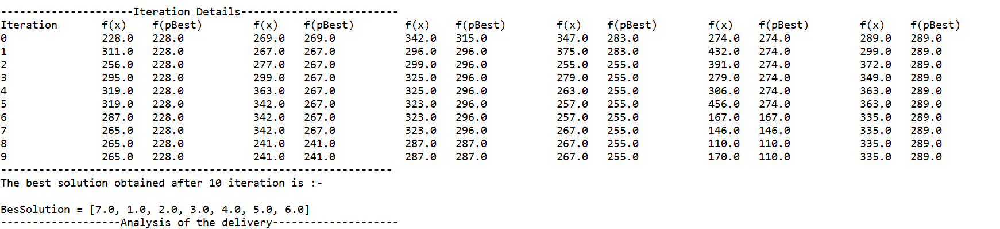 ---------------------Iteration Details-------------------------
Iteration       f(x)    f(pBest)        f(x)    f(pBest)        f(x)    f(pBest)        f(x)    f(pBest)        f(x)    f(pBest)        f(x)    f(pBest)
0               228.0   228.0           269.0   269.0           342.0   315.0           347.0   283.0           274.0   274.0           289.0   289.0
1               311.0   228.0           267.0   267.0           296.0   296.0           375.0   283.0           432.0   274.0           299.0   289.0
2               256.0   228.0           277.0   267.0           299.0   296.0           255.0   255.0           391.0   274.0           372.0   289.0
3               295.0   228.0           299.0   267.0           325.0   296.0           279.0   255.0           279.0   274.0           349.0   289.0
4               319.0   228.0           363.0   267.0           325.0   296.0           263.0   255.0           306.0   274.0           363.0   289.0
5               319.0   228.0           342.0   267.0           323.0   296.0           257.0   255.0           456.0   274.0           363.0   289.0
6               287.0   228.0           342.0   267.0           323.0   296.0           257.0   255.0           167.0   167.0           335.0   289.0
7               265.0   228.0           342.0   267.0           323.0   296.0           267.0   255.0           146.0   146.0           335.0   289.0
8               265.0   228.0           241.0   241.0           287.0   287.0           267.0   255.0           110.0   110.0           335.0   289.0
9               265.0   228.0           241.0   241.0           287.0   287.0           267.0   255.0           170.0   110.0           335.0   289.0
--------------------------------------------------------------
The best solution obtained after 10 iteration is :-
BesSolution = [7.0, 1.0, 2.0, 3.0, 4.0, 5.0, 6.0]
-------------------Analysis of the delivery--------------------